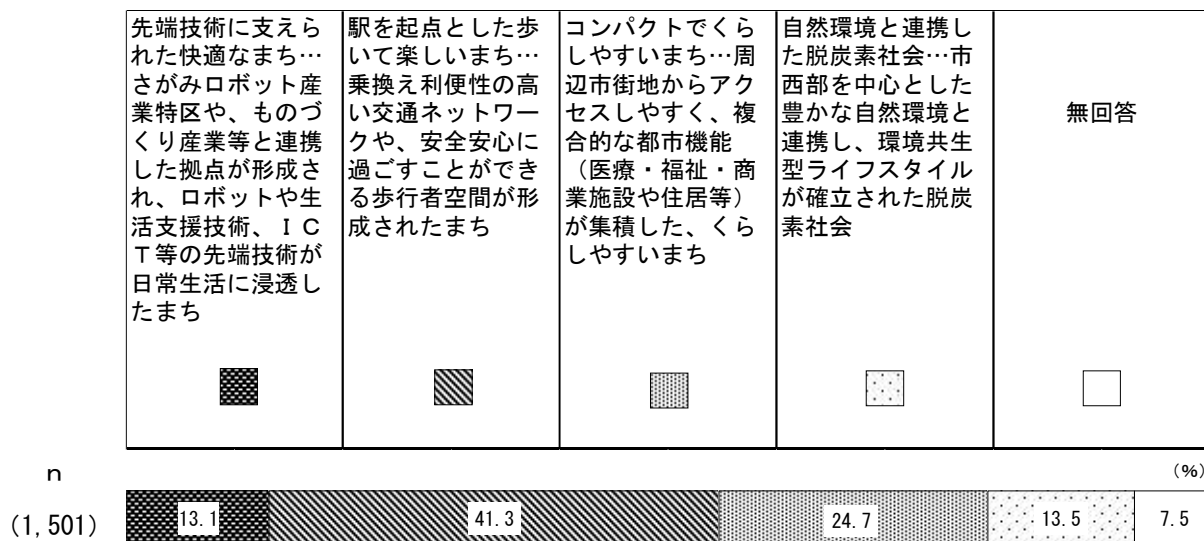 先端技術に支えら
れた快適なまち…
さがみロボット産
業特区や、ものづ
くり産業等と連携
した拠点が形成さ
れ、ロボットや生
活支援技術、ＩＣ
Ｔ等の先端技術が
日常生活に浸透し
たまち
駅を起点とした歩
いて楽しいまち…
乗換え利便性の高
い交通ネットワー
クや、安全安心に
過ごすことができ
る歩行者空間が形
成されたまち
コンパクトでくら
しやすいまち…周
辺市街地からアク
セスしやすく、複
合的な都市機能
（医療・福祉・商
業施設や住居等）
が集積した、くら
しやすいまち
自然環境と連携し
た脱炭素社会…市
西部を中心とした
豊かな自然環境と
連携し、環境共生
型ライフスタイル
が確立された脱炭
素社会
無回答
ｎ
(%)
(1,501)
13.1
41.3
24.7
13.5
7.5